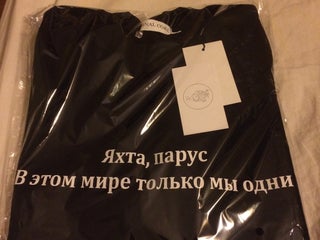 Яхта, парус
В этом мире только мы одни